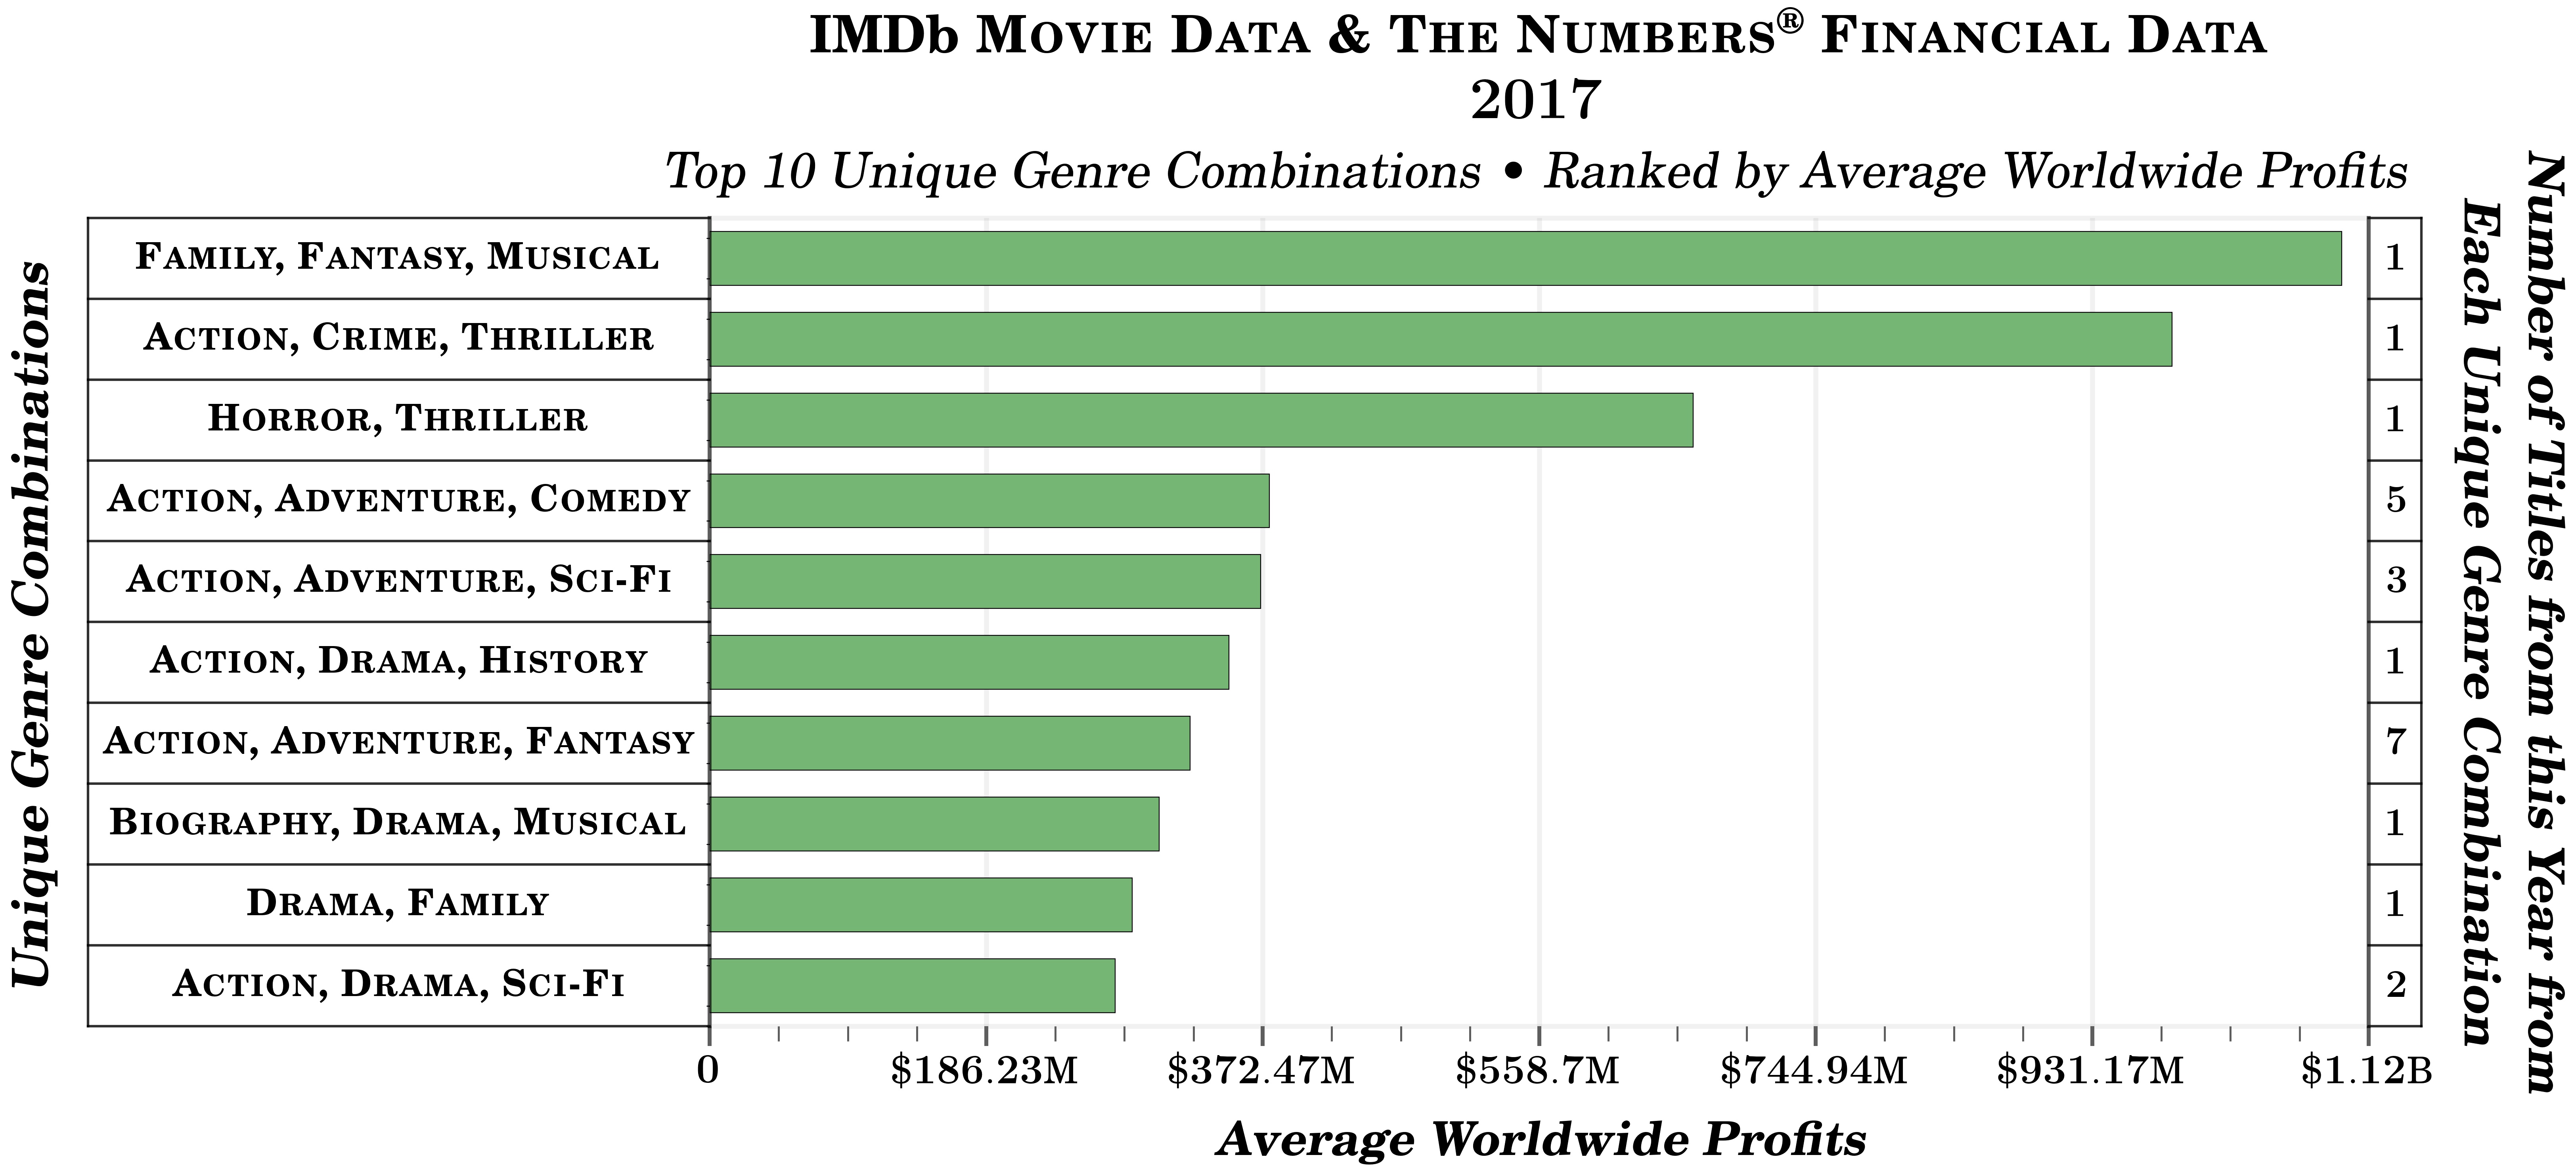 IMDb Movie Data & The Numbers® Financial Data
2017
Top 10 Unique Genre Combinations • Ranked by Average Worldwide Profits
Unique Genre Combinations
Family, Fantasy, Musical 1
Action, Crime, Thriller 1
Horror, Thriller 1
Action, Adventure, Comedy 5
Action, Adventure, Sci-Fi 3
Action, Drama, History 1
Action, Adventure, Fantasy 7
Biography, Drama, Musical 1
Drama, Family 1
Action, Drama, Sci-Fi 2
Number of Titles from this Year from
Each Unique Genre Combination
0 $186.23M $372.47M $558.7M $744.94M $931.17M $1.12B
Average Worldwide Profits